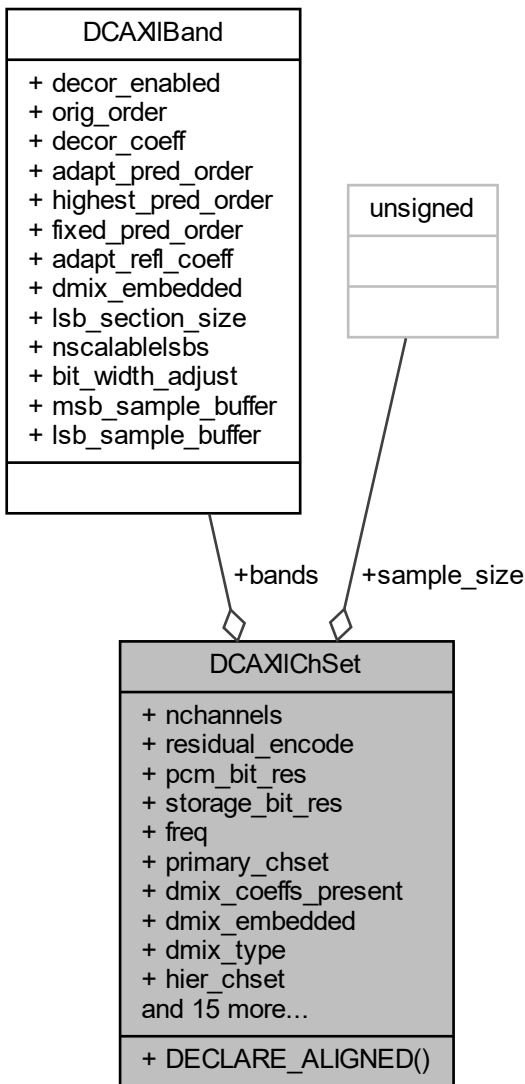 DCAXllBand
+ decor_enabled
+ orig_order
+ decor_coeff
+ adapt_pred_order
+ highest_pred_order
+ fixed_pred_order
+ adapt_refl_coeff
+ dmix_embedded
+ lsb_section_size
+ nscalablelsbs
+ bit_width_adjust
+ msb_sample_buffer
+ lsb_sample_buffer
unsigned
+bands
+sample_size
DCAXllChSet
+ nchannels
+ residual_encode
+ pcm_bit_res
+ storage_bit_res
+ freq
+ primary_chset
+ dmix_coeffs_present
+ dmix_embedded
+ dmix_type
+ hier_chset
and 15 more...
+ DECLARE_ALIGNED()